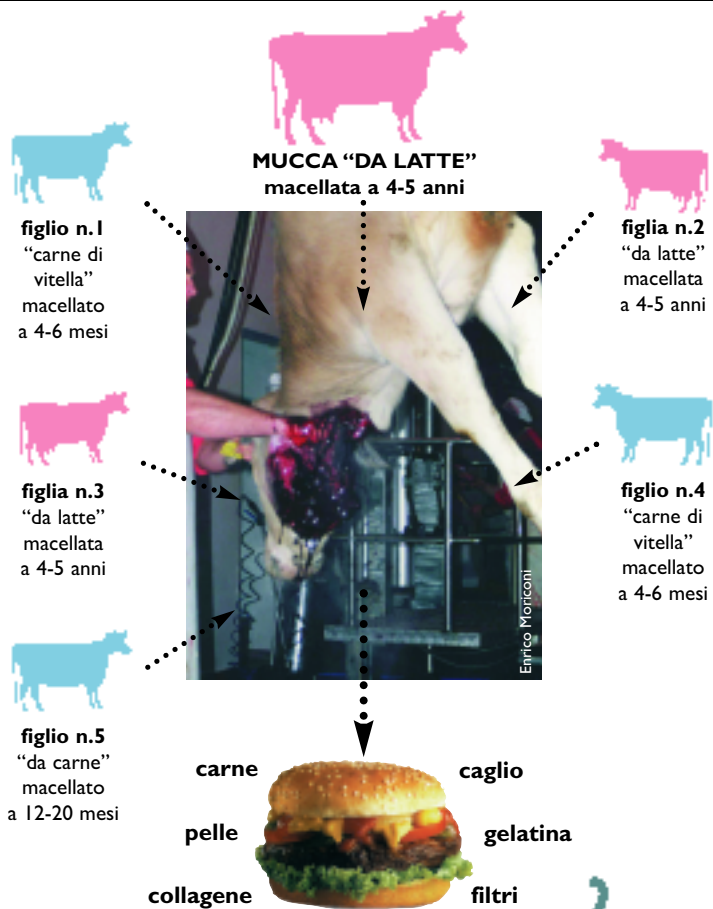 MUCCA “DA LATTE”
macellata a 4-5 anni
figlio n.1
“carne di
vitella”
macellato
a 4-6 mesi
figlia n.2
“da latte”
macellata
a 4-5 anni
figlia n.3
“da latte”
macellata
a 4-5 anni
figlio n.4
“carne di
vitella”
macellato
a 4-6 mesi
Enrico Moriconi
figlio n.5
“da carne”
macellato
a 12-20 mesi
carne
caglio
pelle
gelatina
collagene
filtri